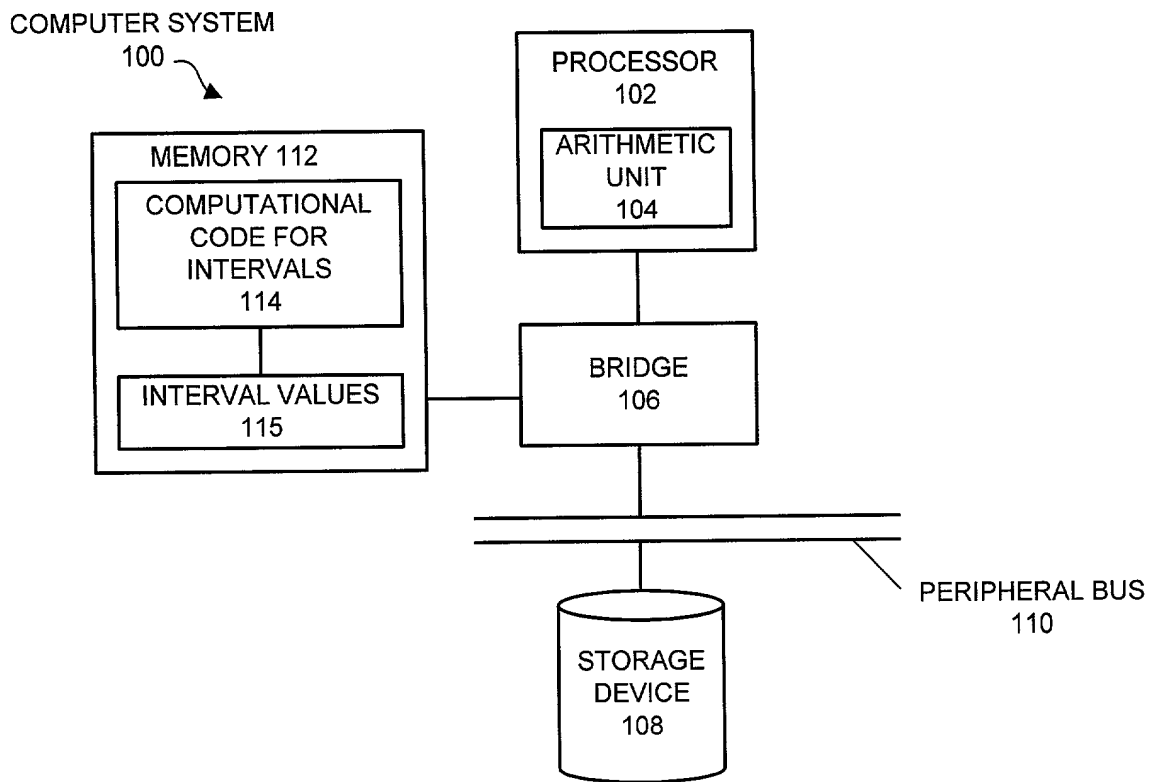 COMPUTER SYSTEM
100
PROCESSOR
102
ARITHMETIC
UNIT
104
MEMORY 112
COMPUTATIONAL
CODE FOR
INTERVALS
114
INTERVAL VALUES
115
BRIDGE
106
PERIPHERAL BUS
110
STORAGE
DEVICE
108